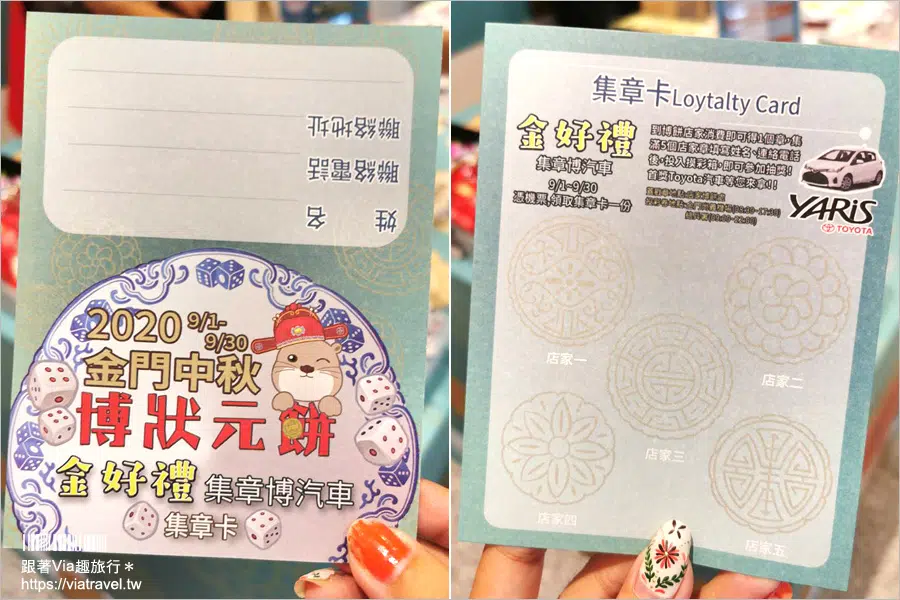 姓　名
聯絡電話
聯絡地址
2020 9/1-
9/30
金門中秋
博狀元餅
金好禮 集章博汽車
集章卡
跟著Via趣旅行＊
https://viatravel.tw
集章卡Loytalty Card
金好禮
集章博汽車
9/1~9/30
憑機票,領取集章卡一份
到博餅店家消費即可得1個章,集
滿5個店家章填寫姓名、連絡電話
後,投入摸彩箱,即可參加抽獎!
首獎Toyota汽車等您來拿!!
YARiS
TOYOTA
店家一
店家二
店家三
店家四
店家五